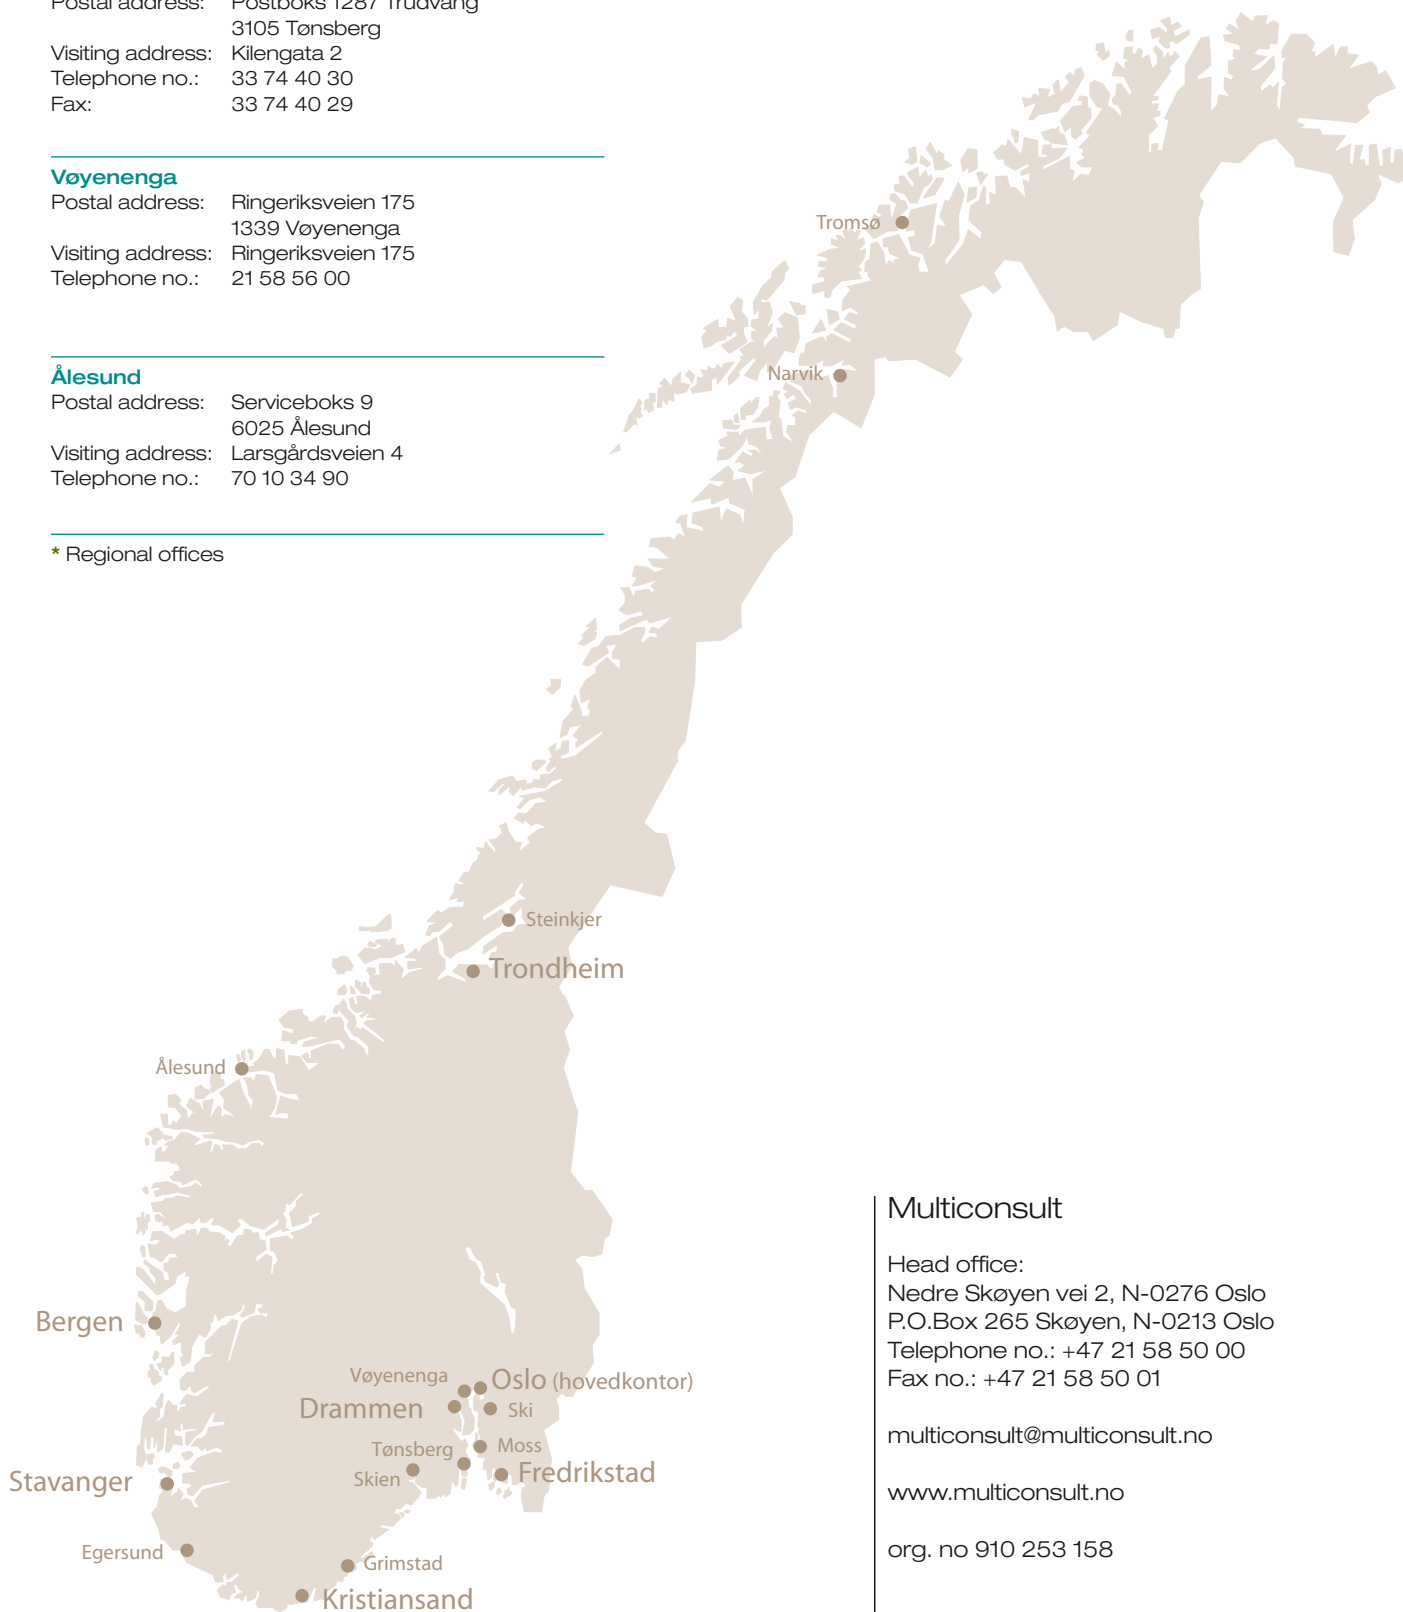 Postal address: Postboks 1287 Trudvang
3105 Tønsberg
Visiting address: Kilengata 2
Telephone no.: 33 74 40 30
Fax: 33 74 40 29
Vøyenenga
Postal address: Ringeriksveien 175
1339 Vøyenenga
Visiting address: Ringeriksveien 175
Telephone no.: 21 58 56 00
Ålesund
Postal address: Serviceboks 9
6025 Ålesund
Visiting address: Larsgårdsveien 4
Telephone no.: 70 10 34 90
* Regional offices
Tromsø
Narvik
Steinkjer
Trondheim
Ålesund
Bergen
Vøyenenga
Oslo (hovedkontor)
Drammen
Ski
Tønsberg
Moss
Skien
Fredrikstad
Stavanger
Egersund
Grimstad
Kristiansand
Multiconsult
Head office:
Nedre Skøyen vei 2, N-0276 Oslo
P.O.Box 265 Skøyen, N-0213 Oslo
Telephone no.: +47 21 58 50 00
Fax no.: +47 21 58 50 01
multiconsult@multiconsult.no
www.multiconsult.no
org. no 910 253 158